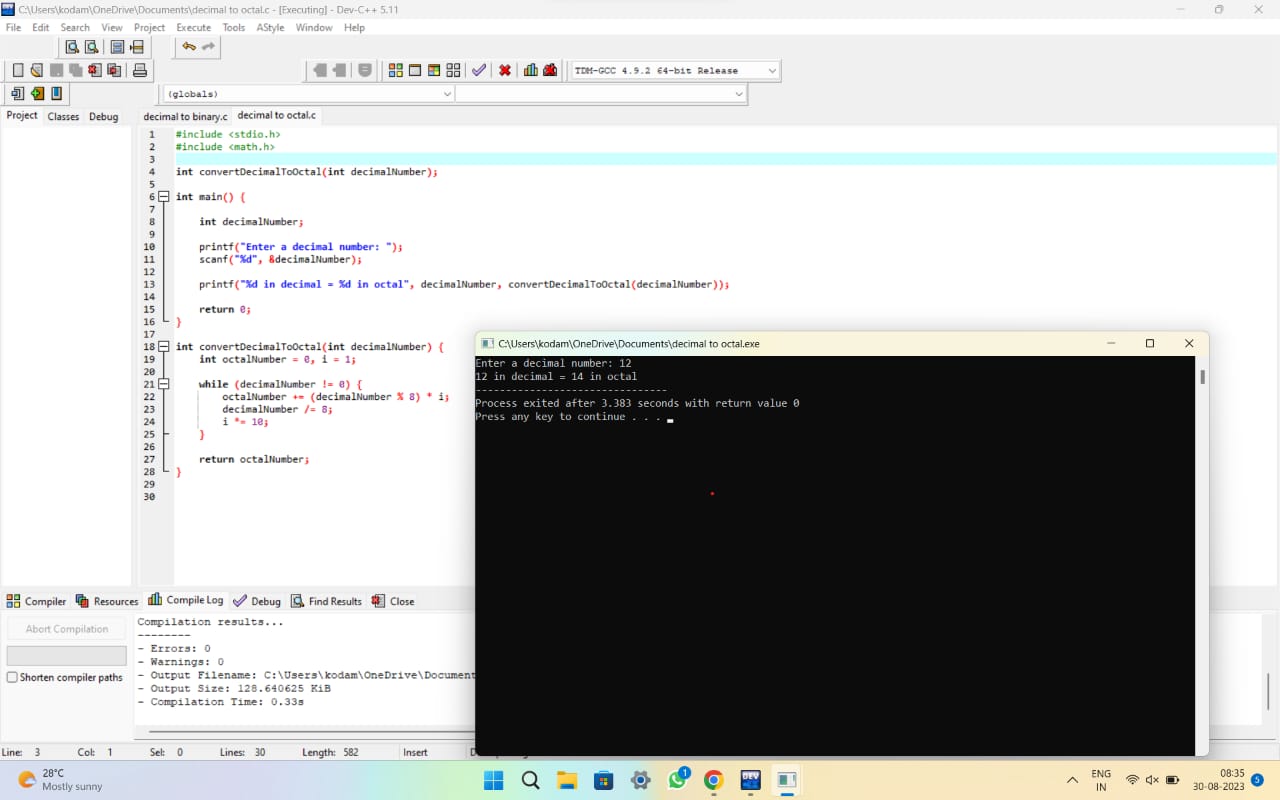 C:\Users\kodam\OneDrive\Documents\decimal to octal.c - [Executing] - Dev-C++ 5.11
File Edit Search View Project Execute Tools AStyle Window Help
TDM-GCC 4.9.2 64-bit Release
(globals)
Project Classes Debug
decimal to binary.c decimal to octal.c
1 #include <stdio.h>
2 #include <math.h>
3
4 int convertDecimalToOctal(int decimalNumber);
5
6 int main() {
7
8 int decimalNumber;
9
10 printf("Enter a decimal number: ");
11 scanf("%d", &decimalNumber);
12
13 printf("%d in decimal = %d in octal", decimalNumber, convertDecimalToOctal(decimalNumber));
14
15 return 0;
16 }
17
18 int convertDecimalToOctal(int decimalNumber) {
19 int octalNumber = 0, i = 1;
20
21 while (decimalNumber != 0) {
22 octalNumber += (decimalNumber % 8) * i;
23 decimalNumber /= 8;
24 i *= 10;
25 }
26
27 return octalNumber;
28 }
29
30
C:\Users\kodam\OneDrive\Documents\decimal to octal.exe
Enter a decimal number: 12
12 in decimal = 14 in octal
--------------------------------
Process exited after 3.383 seconds with return value 0
Press any key to continue . . .
Compiler Resources Compile Log Debug Find Results Close
Abort Compilation
Shorten compiler paths
Compilation results...
--------
- Errors: 0
- Warnings: 0
- Output Filename: C:\Users\kodam\OneDrive\Document
- Output Size: 128.640625 KiB
- Compilation Time: 0.33s
Line: 3 Col: 1 Sel: 0 Lines: 30 Length: 582 Insert
28°C
Mostly sunny
1
DEV
ENG
IN
08:35
30-08-2023
5